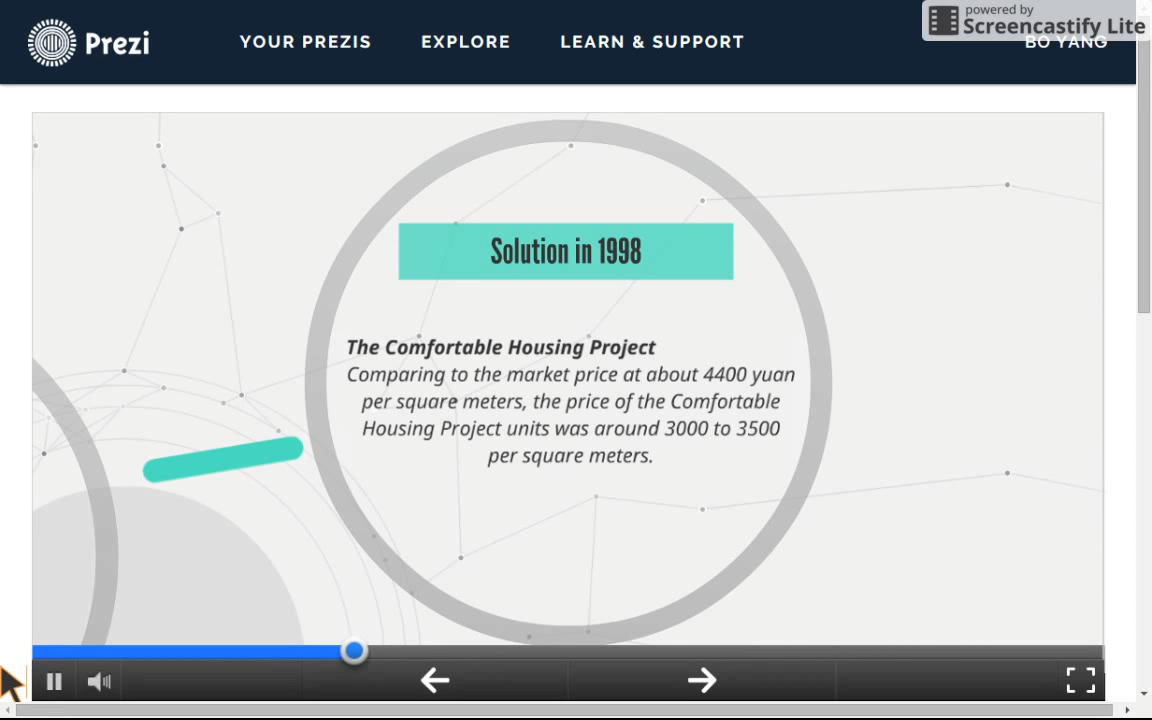 powered by
Screencastify Lite
Prezi
YOUR PREZIS EXPLORE LEARN & SUPPORT BO YANG
Solution in 1998
The Comfortable Housing Project
Comparing to the market price at about 4400 yuan
per square meters, the price of the Comfortable
Housing Project units was around 3000 to 3500
per square meters.